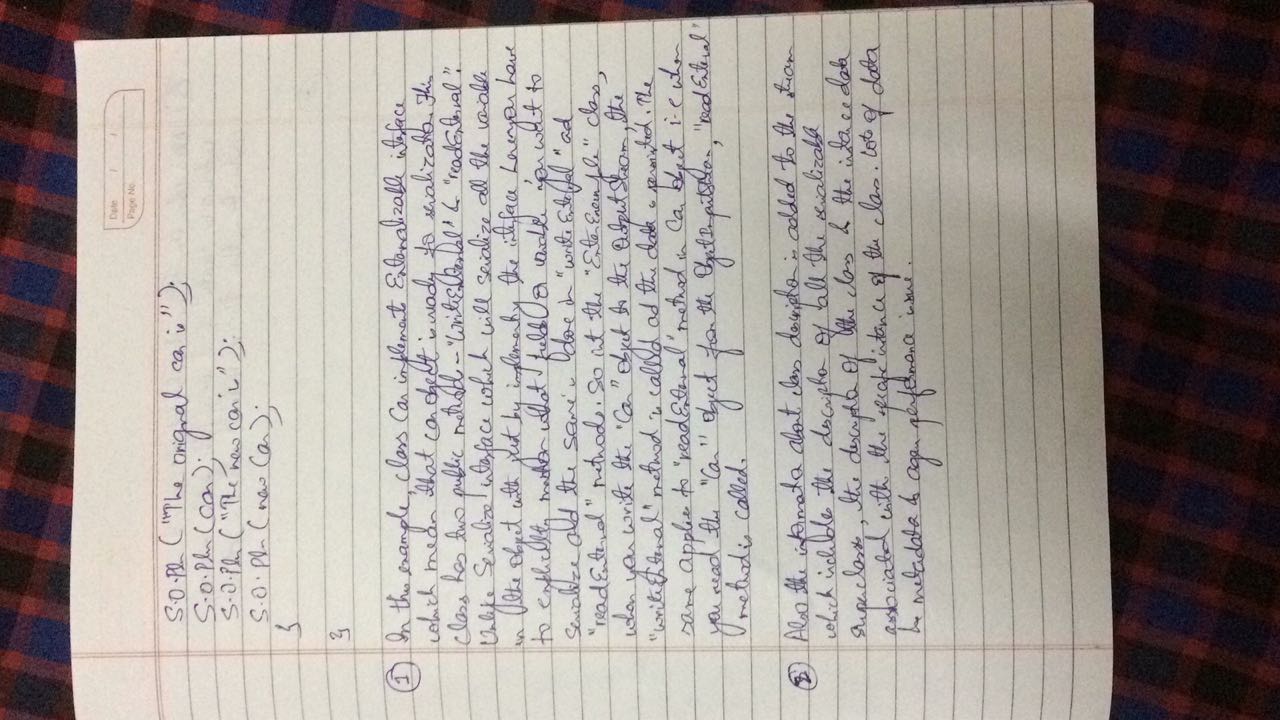 Date / /
Page No.
S.O.Pln ("The original car is");
S.O.Pln (car);
S.O.Pln ("The new car is");
S.O.Pln (new Car);
}
}
① In this example, class Car implements Externalizable interface
which mean that car object is ready for serialization. This
class has two public methods - "writeExternal" & "readExternal".
Unlike Serialize interface which will serialize all the variable
in the object with just by implementing the interface, here you have
to explicitly mention what fields or variable you want to
serialize and the same is done in "writeExternal" and
"readExternal" methods. So in the class,
when you write the "Car" object to the OutputStream, the
"writeExternal" method is called and the data is persisted. The
same applies to "readExternal" method in Car object i.e when
you read the "Car" object from the ObjectInputStream, "readExternal"
method is called.
② Also the information about class description is added to the stream
which includes the description of all the serializable
superclasses, the description of the class & the instance data
associated with the specific instance of the class. Lots of data
& metadata & again performance issue.